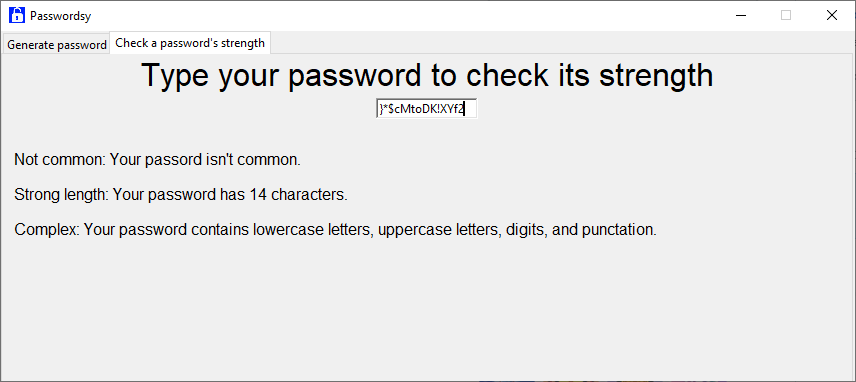 Passwordsy
Generate password
Check a password's strength
Type your password to check its strength
}*$cMtoDK!XYf2
Not common: Your passord isn't common.
Strong length: Your password has 14 characters.
Complex: Your password contains lowercase letters, uppercase letters, digits, and punctation.